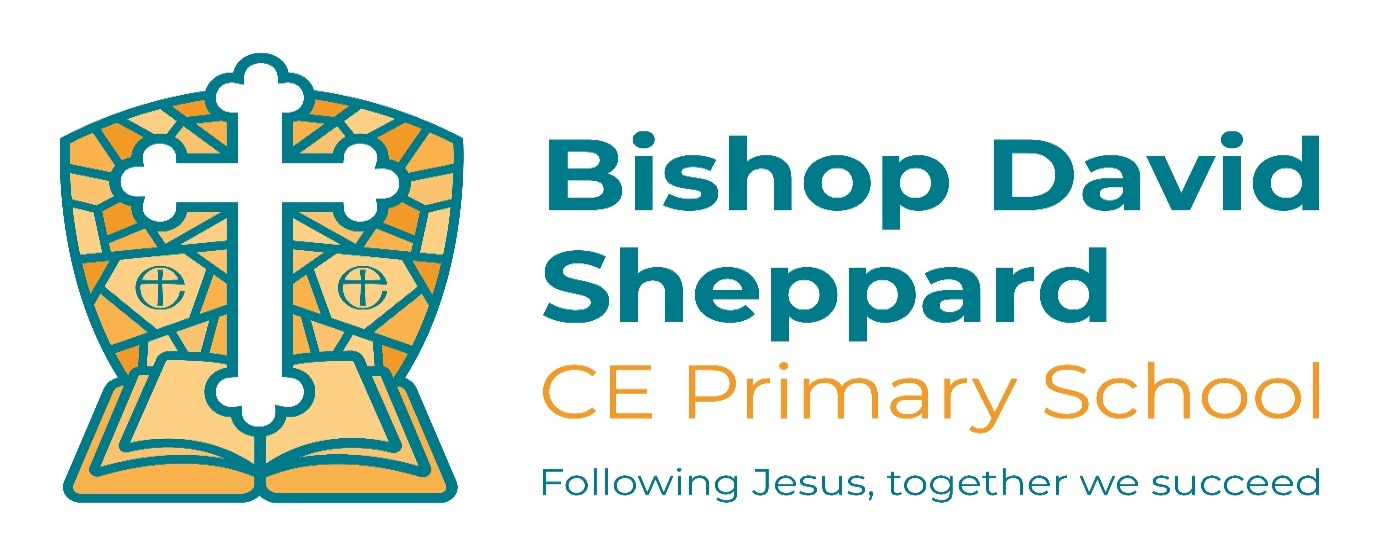 Bishop David
Sheppard
CE Primary School
Following Jesus, together we succeed